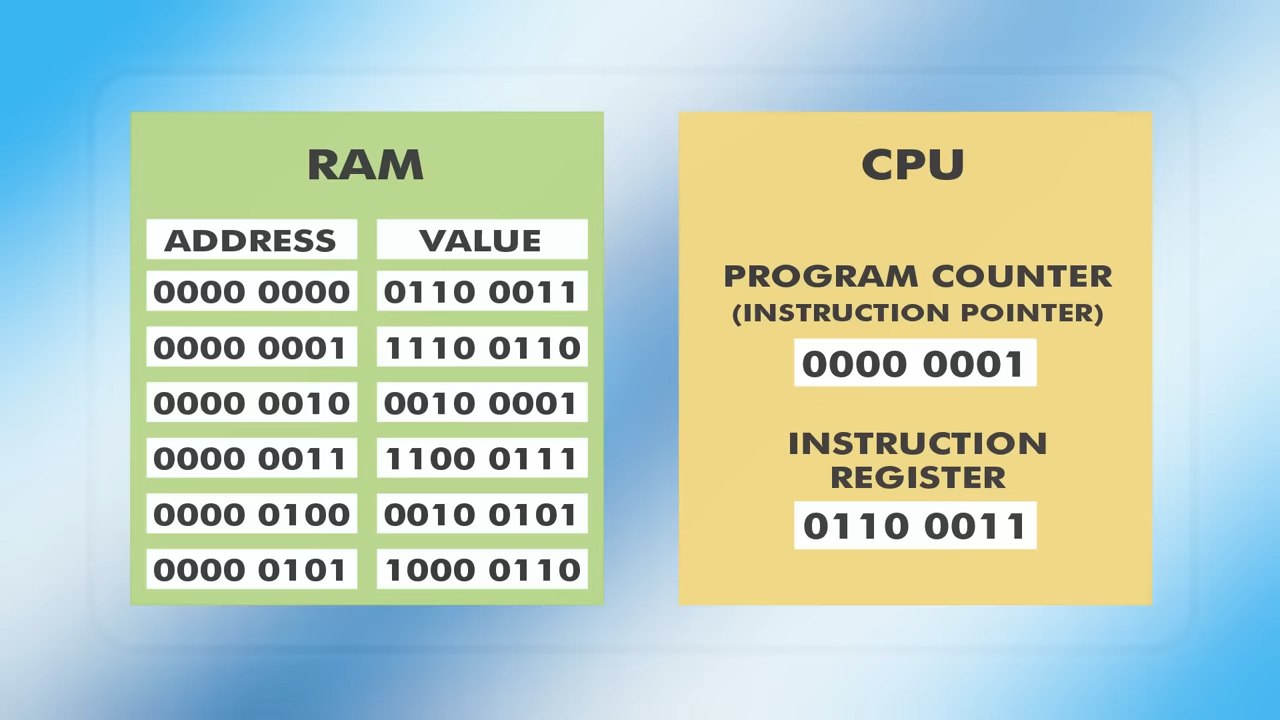 RAM
ADDRESS VALUE
0000 0000 0110 0011
0000 0001 1110 0110
0000 0010 0010 0001
0000 0011 1100 0111
0000 0100 0010 0101
0000 0101 1000 0110
CPU
PROGRAM COUNTER
(INSTRUCTION POINTER)
0000 0001
INSTRUCTION
REGISTER
0110 0011